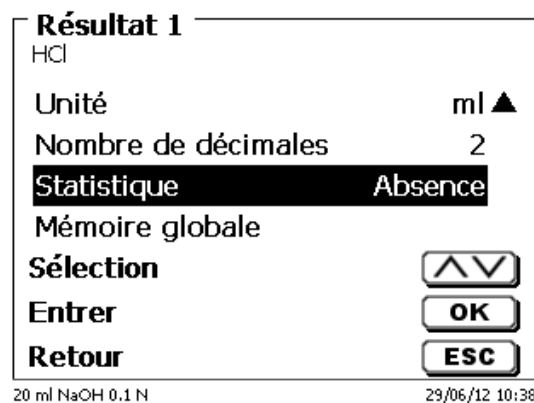 Résultat 1
HCl
Unité ml ▲
Nombre de décimales 2
Statistique Absence
Mémoire globale
Sélection
Entrer OK
Retour ESC
20 ml NaOH 0.1 N 29/06/12 10:38